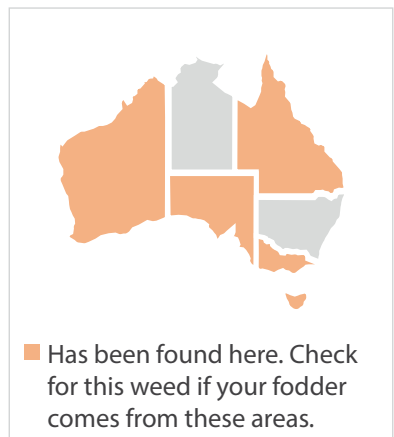 Has been found here. Check
for this weed if your fodder
comes from these areas.